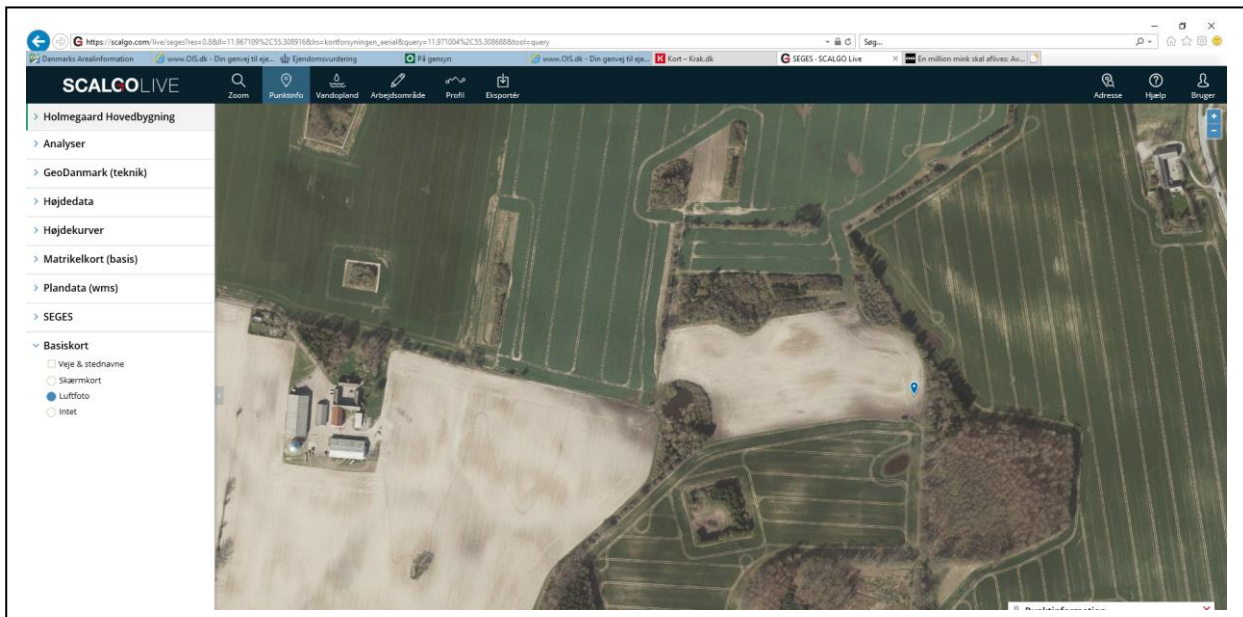 https://scalgo.com/live/seges?res=0.8&ll=11.967109%2C55.308916&lrs=kortforsyningen_aerial&query=11.971004%2C55.308688&tool=query
Søg...
Danmarks Arealinformation www.OIS.dk - Din genvej til eje... Ejendomsvurdering På gensyn www.OIS.dk - Din genvej til eje... Kort – Krak.dk SEGES - SCALGO Live En million mink skal aflives: Av...
SCALGOLIVE
Zoom Punktinfo Vandopland Arbejdsområde Profil Eksportér Adresse Hjælp Bruger
Holmegaard Hovedbygning
Analyser
GeoDanmark (teknik)
Højdedata
Højdekurver
Matrikelkort (basis)
Plandata (wms)
SEGES
Basiskort
Veje & stednavne
Skærmkort
Luftfoto
Intet
Punktinformation